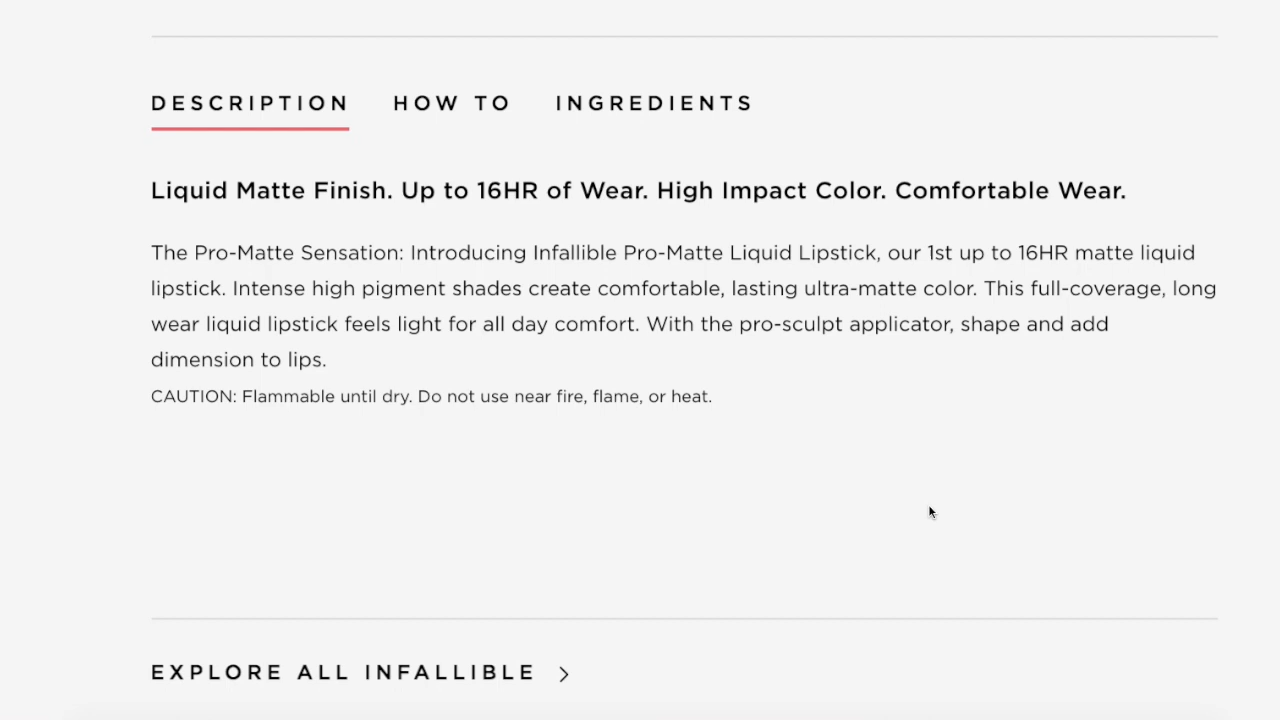 DESCRIPTION HOW TO INGREDIENTS
Liquid Matte Finish. Up to 16HR of Wear. High Impact Color. Comfortable Wear.
The Pro-Matte Sensation: Introducing Infallible Pro-Matte Liquid Lipstick, our 1st up to 16HR matte liquid
lipstick. Intense high pigment shades create comfortable, lasting ultra-matte color. This full-coverage, long
wear liquid lipstick feels light for all day comfort. With the pro-sculpt applicator, shape and add
dimension to lips.
CAUTION: Flammable until dry. Do not use near fire, flame, or heat.
EXPLORE ALL INFALLIBLE